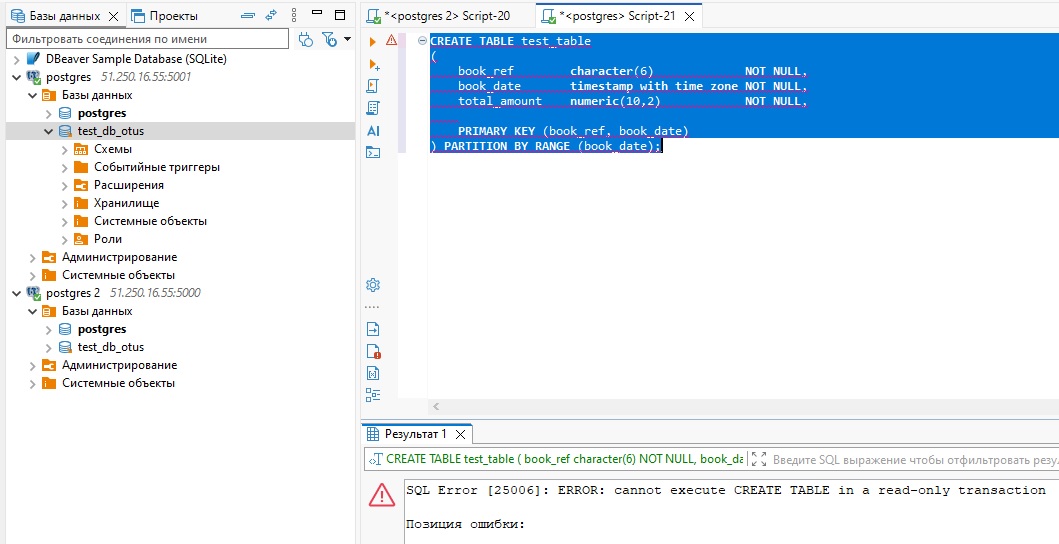 Базы данных
Проекты
Фильтровать соединения по имени
DBeaver Sample Database (SQLite)
postgres 51.250.16.55:5001
Базы данных
postgres
test_db_otus
Схемы
Событийные триггеры
Расширения
Хранилище
Системные объекты
Роли
Администрирование
Системные объекты
postgres 2 51.250.16.55:5000
Базы данных
postgres
test_db_otus
Администрирование
Системные объекты
*<postgres 2> Script-20
*<postgres> Script-21
AI
CREATE TABLE test_table
(
book_ref character(6) NOT NULL,
book_date timestamp with time zone NOT NULL,
total_amount numeric(10,2) NOT NULL,
PRIMARY KEY (book_ref, book_date)
) PARTITION BY RANGE (book_date);
Результат 1
CREATE TABLE test_table ( book_ref character(6) NOT NULL, book_da
Введите SQL выражение чтобы отфильтровать резу
SQL Error [25006]: ERROR: cannot execute CREATE TABLE in a read-only transaction
Позиция ошибки: